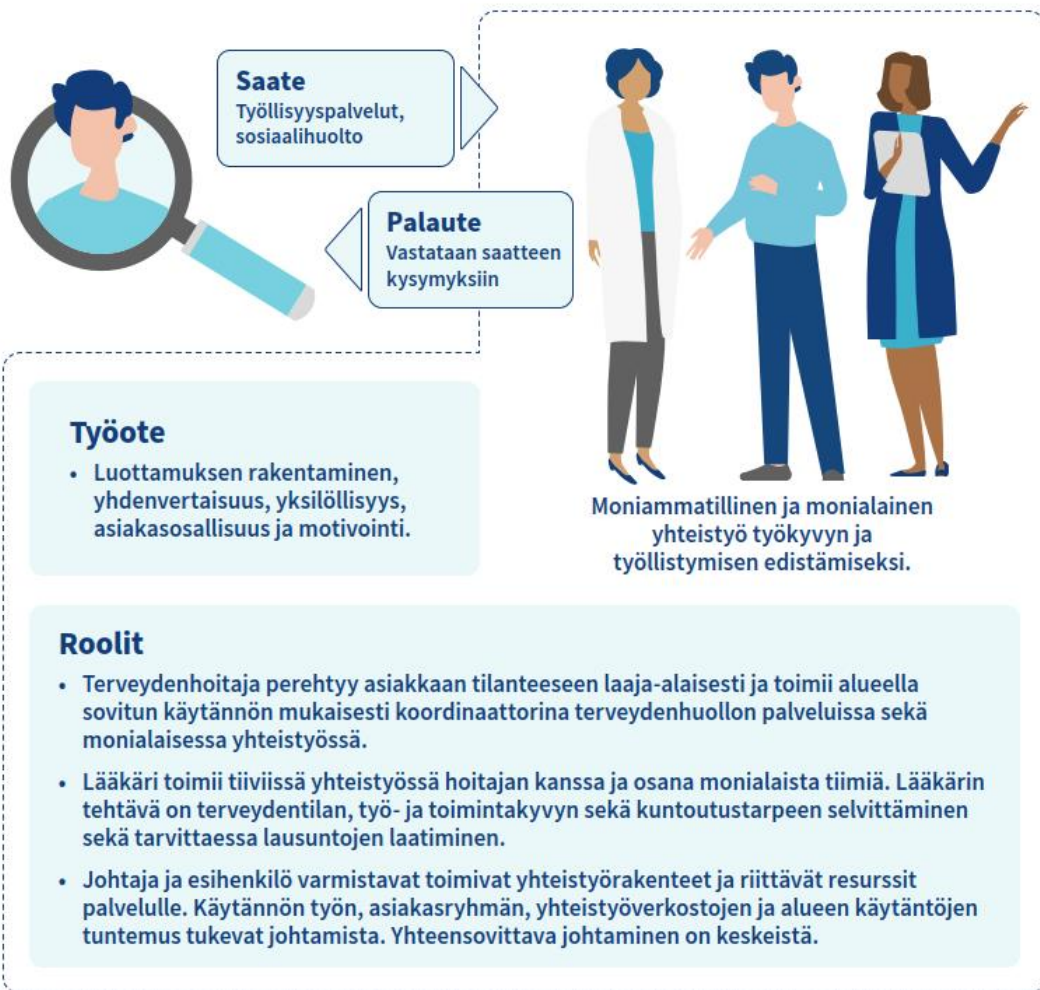 Saate
Työllisyyspalvelut,
sosiaalihuolto
Palaute
Vastataan saatteen
kysymyksiin
Moniammatillinen ja monialainen
yhteistyö työkyvyn ja
työllistymisen edistämiseksi.
Työote
• Luottamuksen rakentaminen,
yhdenvertaisuus, yksilöllisyys,
asiakasosallisuus ja motivointi.
Roolit
• Terveydenhoitaja perehtyy asiakkaan tilanteeseen laaja-alaisesti ja toimii alueella
sovitun käytännön mukaisesti koordinaattorina terveydenhuollon palveluissa sekä
monialaisessa yhteistyössä.
• Lääkäri toimii tiiviissä yhteistyössä hoitajan kanssa ja osana monialaista tiimiä. Lääkärin
tehtävä on terveydentilan, työ- ja toimintakyvyn sekä kuntoutustarpeen selvittäminen
sekä tarvittaessa lausuntojen laatiminen.
• Johtaja ja esihenkilö varmistavat toimivat yhteistyörakenteet ja riittävät resurssit
palvelulle. Käytännön työn, asiakasryhmän, yhteistyöverkostojen ja alueen käytäntöjen
tuntemus tukevat johtamista. Yhteensovittava johtaminen on keskeistä.